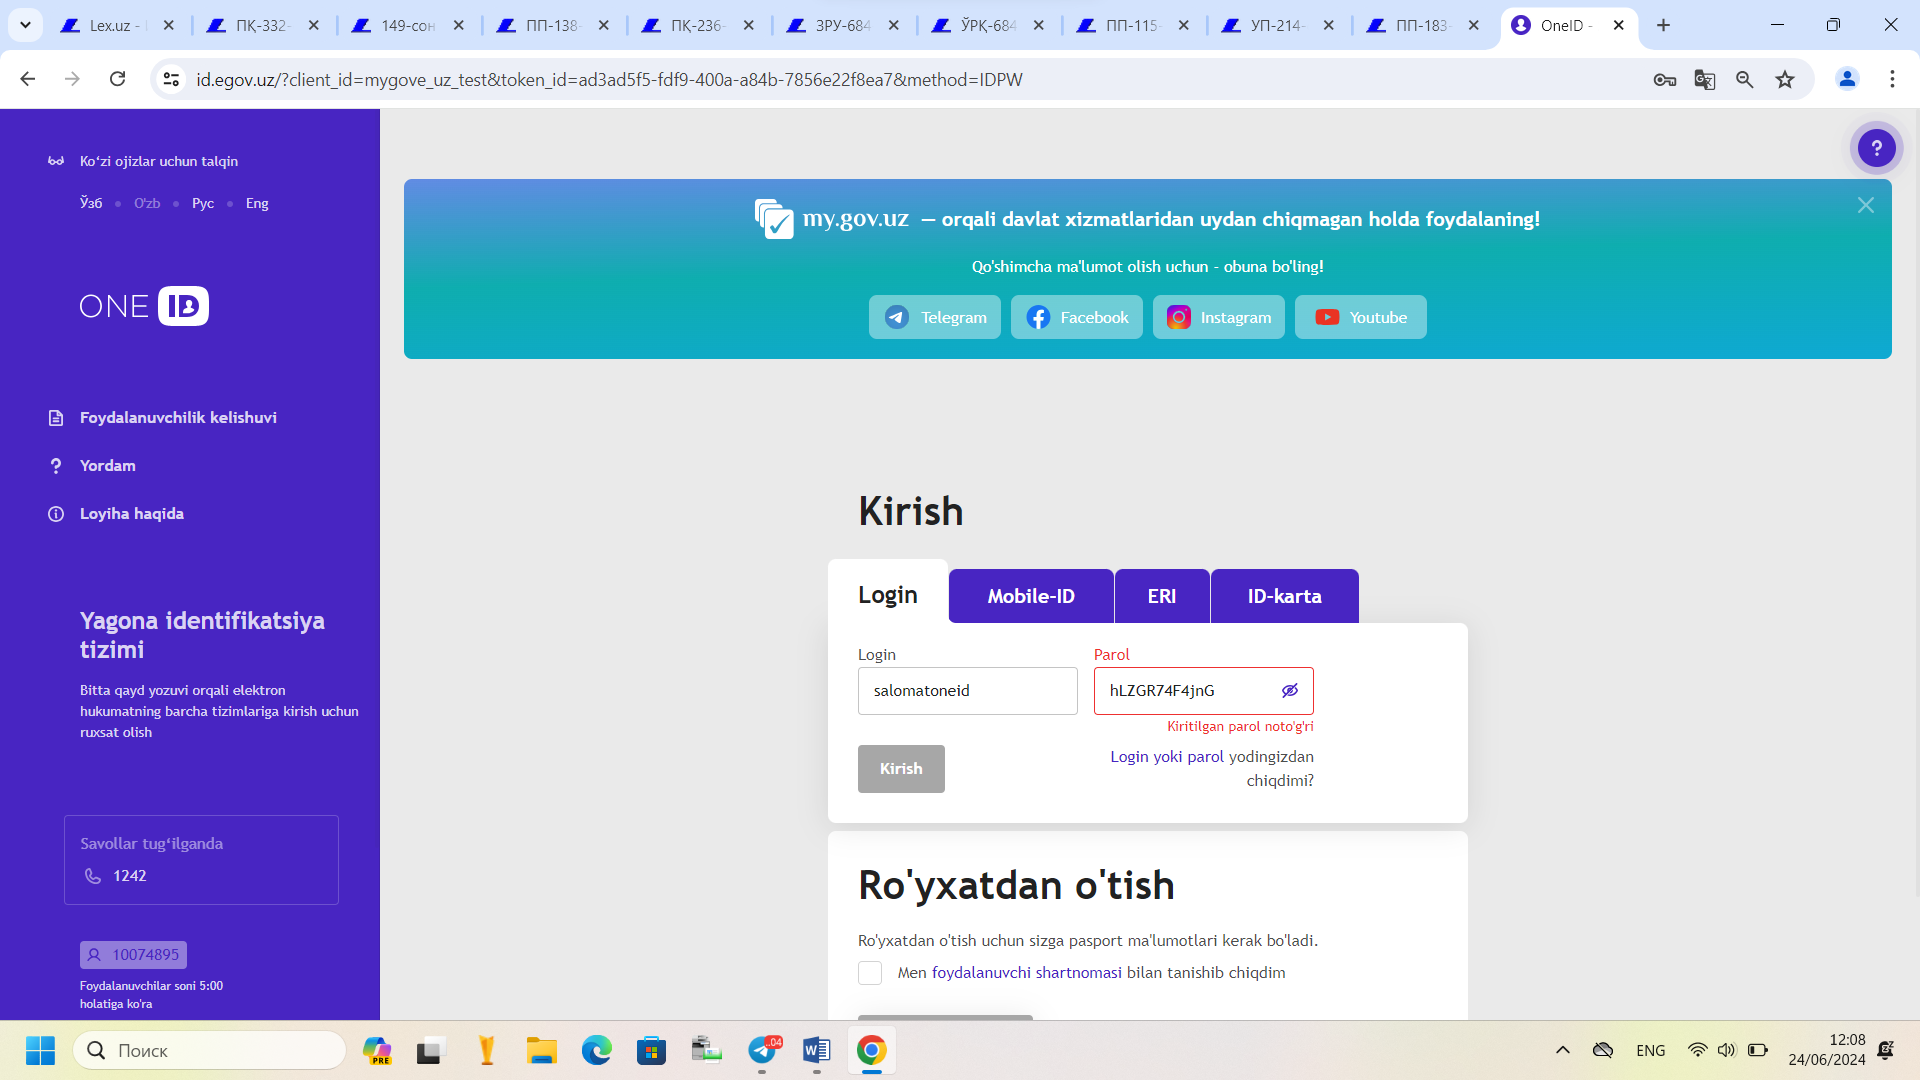 Lex.uz -
ПҚ-332-
149-сон
ПП-138-
ПҚ-236-
ЗРУ-684
ЎРҚ-684
ПП-115-
УП-214-
ПП-183-
OneID -
id.egov.uz/?client_id=mygove_uz_test&token_id=ad3ad5f5-fdf9-400a-a84b-7856e22f8ea7&method=IDPW
Ko‘zi ojizlar uchun talqin
Ўзб • O'zb • Рус • Eng
ONE ID
Foydalanuvchilik kelishuvi
? Yordam
Loyiha haqida
Yagona identifikatsiya
tizimi
Bitta qayd yozuvi orqali elektron
hukumatning barcha tizimlariga kirish uchun
ruxsat olish
Savollar tug‘ilganda
1242
10074895
Foydalanuvchilar soni 5:00
holatiga ko'ra
?
my.gov.uz — orqali davlat xizmatlaridan uydan chiqmagan holda foydalaning!
Qo'shimcha ma'lumot olish uchun - obuna bo'ling!
Telegram
Facebook
Instagram
Youtube
Kirish
Login
Mobile-ID
ERI
ID-karta
Login
Parol
salomatoneid
hLZGR74F4jnG
Kiritilgan parol noto'g'ri
Kirish
Login yoki parol yodingizdan
chiqdimi?
Ro'yxatdan o'tish
Ro'yxatdan o'tish uchun sizga pasport ma'lumotlari kerak bo'ladi.
Men foydalanuvchi shartnomasi bilan tanishib chiqdim
Поиск
PRE
..04
ENG
12:08
24/06/2024